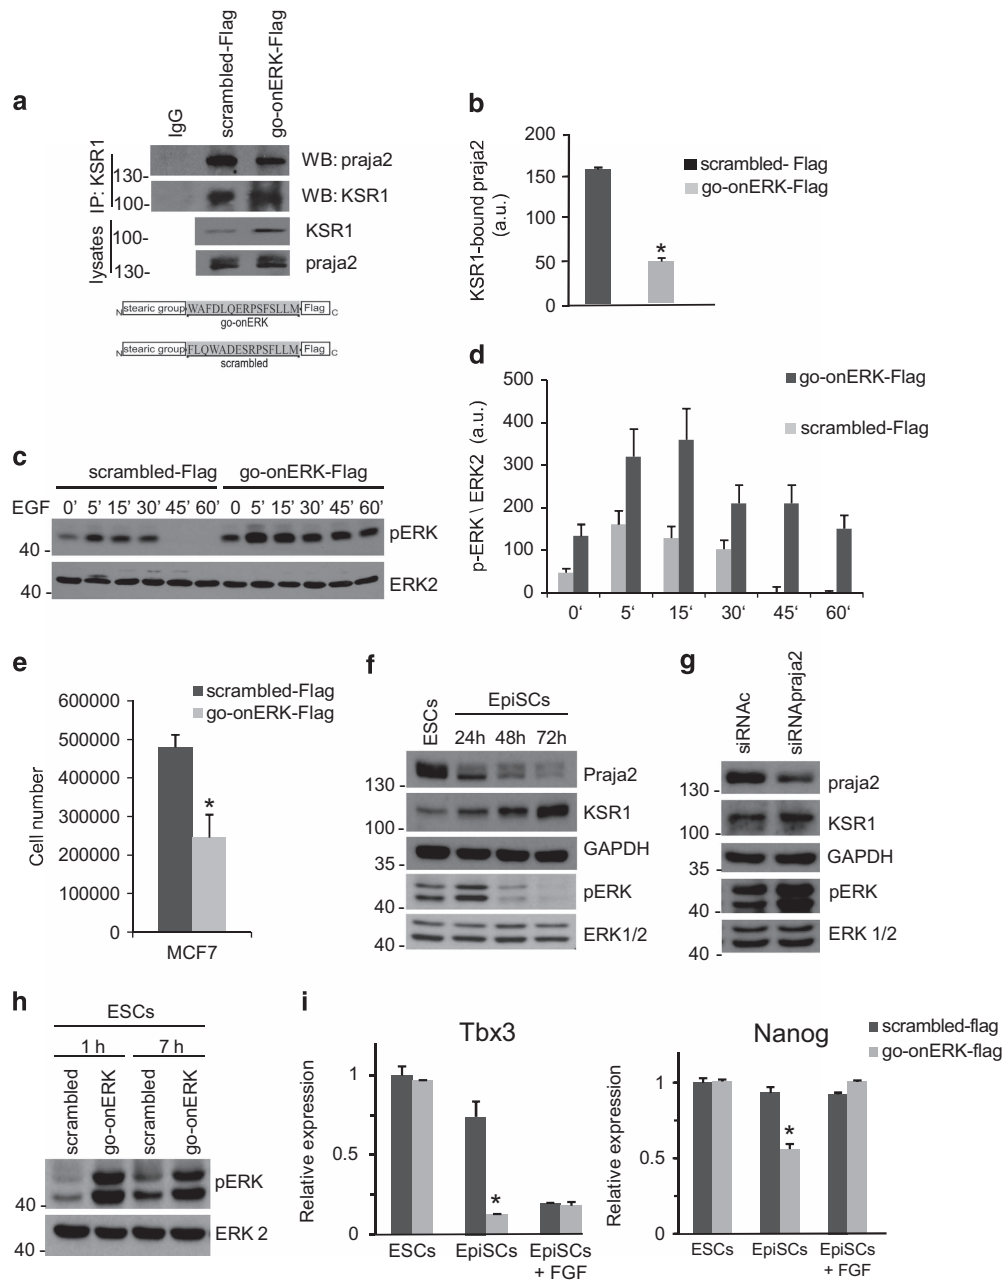 a
IgG
scrambled-Flag
go-onERK-Flag
IP: KSR1
130-
WB: praja2
100-
WB: KSR1
lysates
100-
KSR1
130-
praja2
N stearic group WAFDLQERPSFSLLM Flag C
go-onERK
N stearic group FLQWADESRPSFLLM Flag C
scrambled
b
KSR1-bound praja2
(a.u.)
200
150
100
50
0
*
scrambled- Flag
go-onERK-Flag
c
scrambled-Flag go-onERK-Flag
EGF 0' 5' 15' 30' 45' 60' 0 5' 15' 30' 45' 60'
40 - pERK
40 - ERK2
d
p-ERK \ ERK2 (a.u.)
500
400
300
200
100
0
0' 5' 15' 30' 45' 60'
go-onERK-Flag
scrambled-Flag
e
Cell number
600000
500000
400000
300000
200000
100000
0
*
MCF7
scrambled-Flag
go-onERK-Flag
f
ESCs
EpiSCs
24h 48h 72h
130 - Praja2
100 - KSR1
35 - GAPDH
40 - pERK
40 - ERK1/2
g
siRNAc
siRNApraja2
130 - praja2
100 - KSR1
35 - GAPDH
40 - pERK
40 - ERK 1/2
h
ESCs
1 h 7 h
scrambled
go-onERK
scrambled
go-onERK
40 - pERK
40 - ERK 2
i
Tbx3
Relative expression
1
0.5
0
*
ESCs EpiSCs EpiSCs
+ FGF
Nanog
Relative expression
1
0.5
0
*
ESCs EpiSCs EpiSCs
+ FGF
scrambled-flag
go-onERK-flag